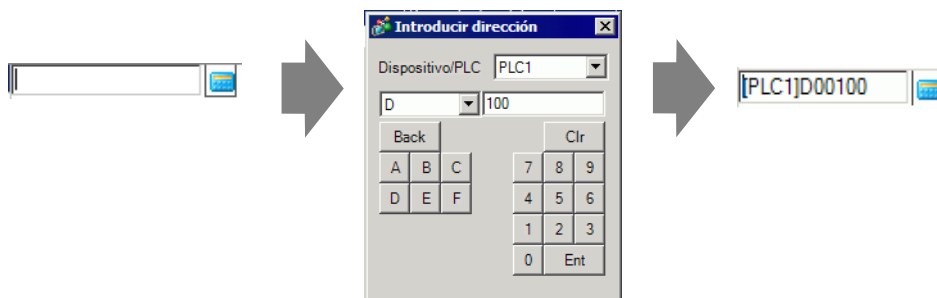 Introducir dirección
Dispositivo/PLC PLC1
D 100
Back Clr
A B C 7 8 9
D E F 4 5 6
1 2 3
0 Ent
[PLC1]D00100